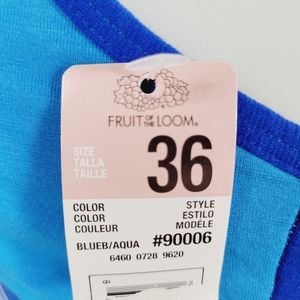 FRUIT OF THE LOOM®
SIZE
TALLA
TAILLE
36
COLOR STYLE
COLOR ESTILO
COULEUR MODÈLE
BLUEB/AQUA #90006
6460 0728 9620